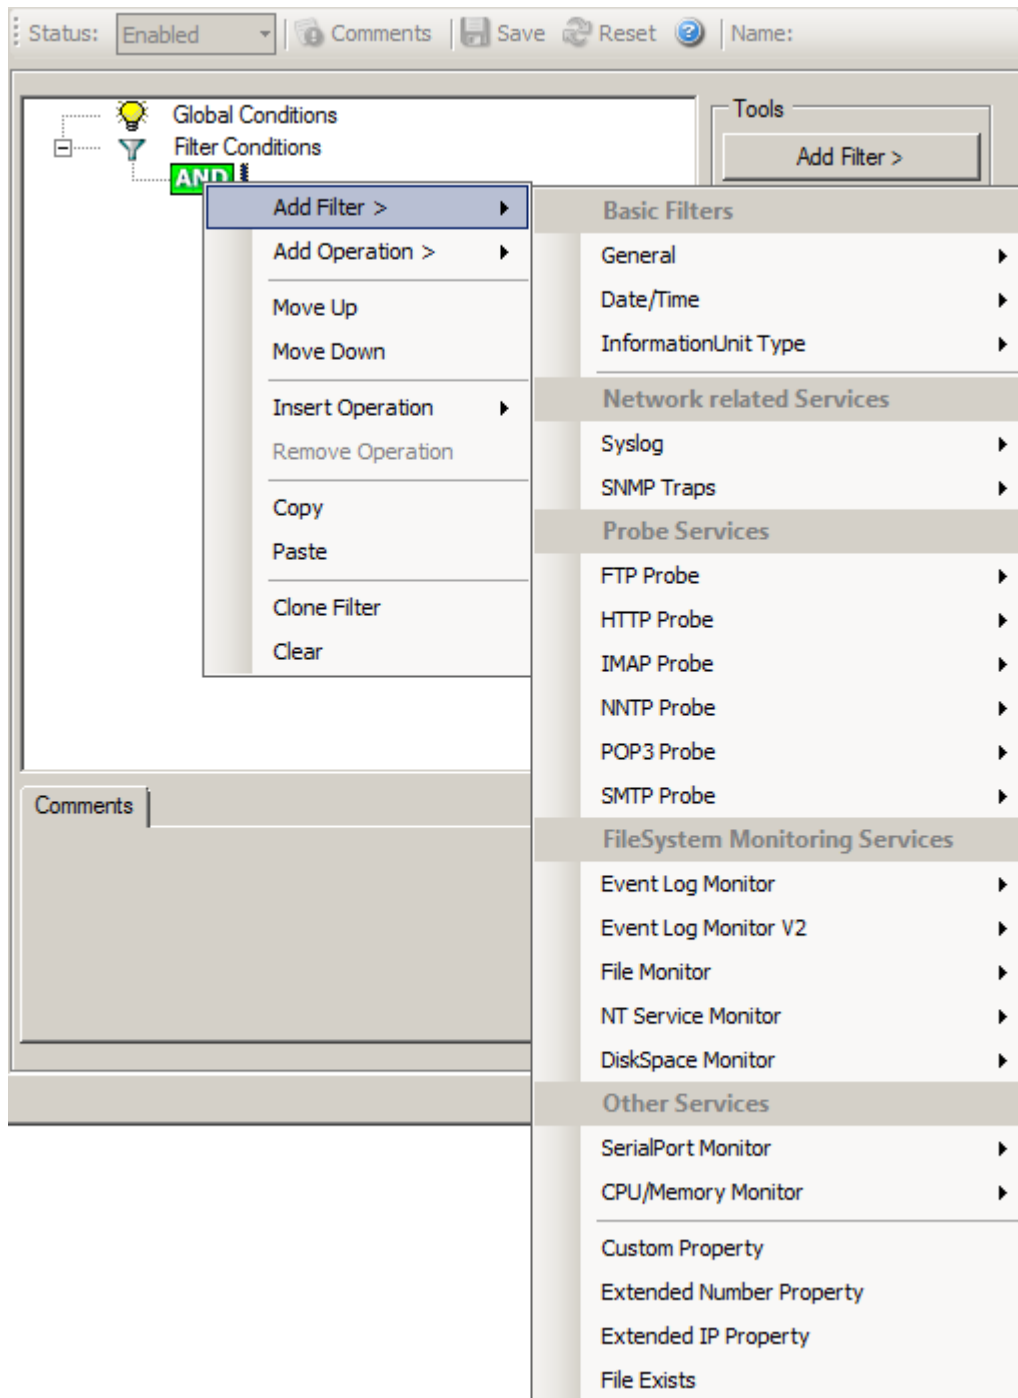 Status: Enabled Comments Save Reset Name:
Global Conditions
Filter Conditions
AND
Tools
Add Filter >
Add Filter >
Add Operation >
Move Up
Move Down
Insert Operation
Remove Operation
Copy
Paste
Clone Filter
Clear
Basic Filters
General
Date/Time
InformationUnit Type
Network related Services
Syslog
SNMP Traps
Probe Services
FTP Probe
HTTP Probe
IMAP Probe
NNTP Probe
POP3 Probe
SMTP Probe
FileSystem Monitoring Services
Event Log Monitor
Event Log Monitor V2
File Monitor
NT Service Monitor
DiskSpace Monitor
Other Services
SerialPort Monitor
CPU/Memory Monitor
Custom Property
Extended Number Property
Extended IP Property
File Exists
Comments